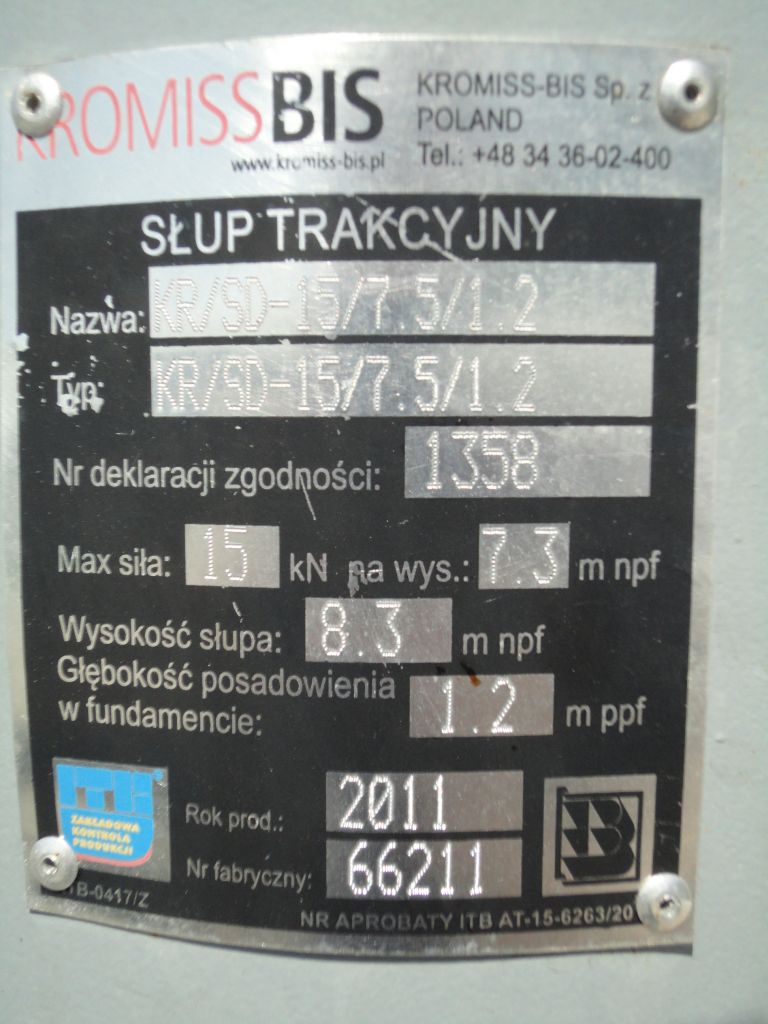 KROMISSBIS
www.kromiss-bis.pl
KROMISS-BIS Sp. z
POLAND
Tel.: +48 34 36-02-400
SŁUP TRAKCYJNY
Nazwa: KR/SD-15/7.5/1.2
Typ: KR/SD-15/7.5/1.2
Nr deklaracji zgodności: 1358
Max siła: 15 kN na wys.: 7.3 m npf
Wysokość słupa: 8.3 m npf
Głębokość posadowienia
w fundamencie: 1.2 m ppf
ITB®
ZAKŁADOWA
KONTROLA
PRODUKCJI
Rok prod.: 2011
Nr fabryczny: 66211
B
ITB-0417/Z
NR APROBATY ITB AT-15-6263/20